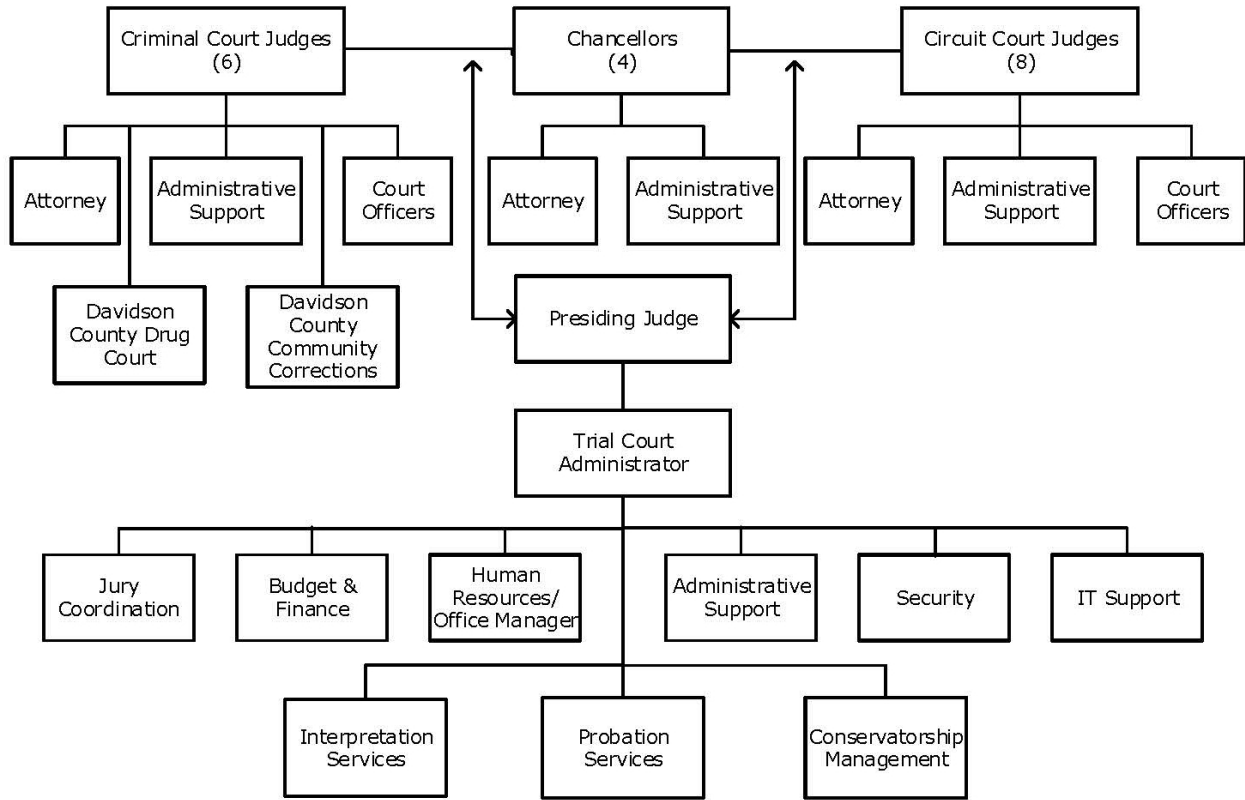 Criminal Court Judges
(6)
Chancellors
(4)
Circuit Court Judges
(8)
Attorney
Administrative
Support
Court
Officers
Attorney
Administrative
Support
Attorney
Administrative
Support
Court
Officers
Davidson
County Drug
Court
Davidson
County
Community
Corrections
Presiding Judge
Trial Court
Administrator
Jury
Coordination
Budget &
Finance
Human
Resources/
Office Manager
Administrative
Support
Security
IT Support
Interpretation
Services
Probation
Services
Conservatorship
Management